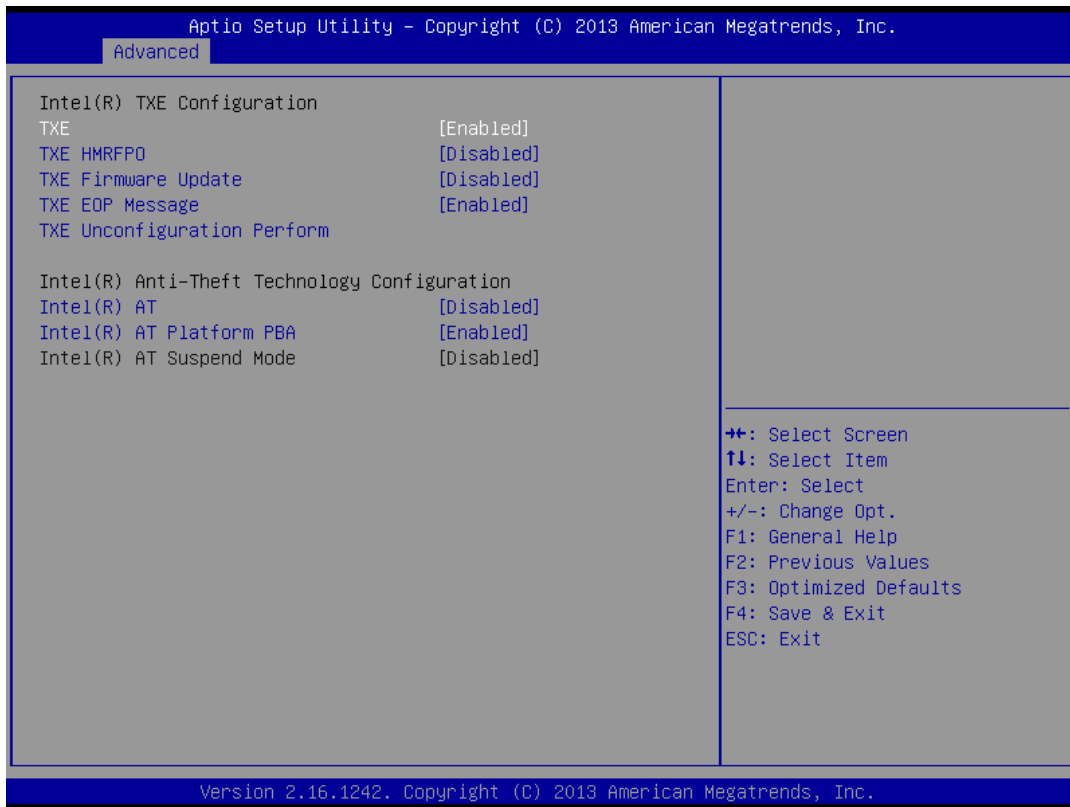 Aptio Setup Utility – Copyright (C) 2013 American Megatrends, Inc.
Advanced
Intel(R) TXE Configuration
TXE [Enabled]
TXE HMRFPO [Disabled]
TXE Firmware Update [Disabled]
TXE EOP Message [Enabled]
TXE Unconfiguration Perform
Intel(R) Anti-Theft Technology Configuration
Intel(R) AT [Disabled]
Intel(R) AT Platform PBA [Enabled]
Intel(R) AT Suspend Mode [Disabled]
→←: Select Screen
↑↓: Select Item
Enter: Select
+/-: Change Opt.
F1: General Help
F2: Previous Values
F3: Optimized Defaults
F4: Save & Exit
ESC: Exit
Version 2.16.1242. Copyright (C) 2013 American Megatrends, Inc.